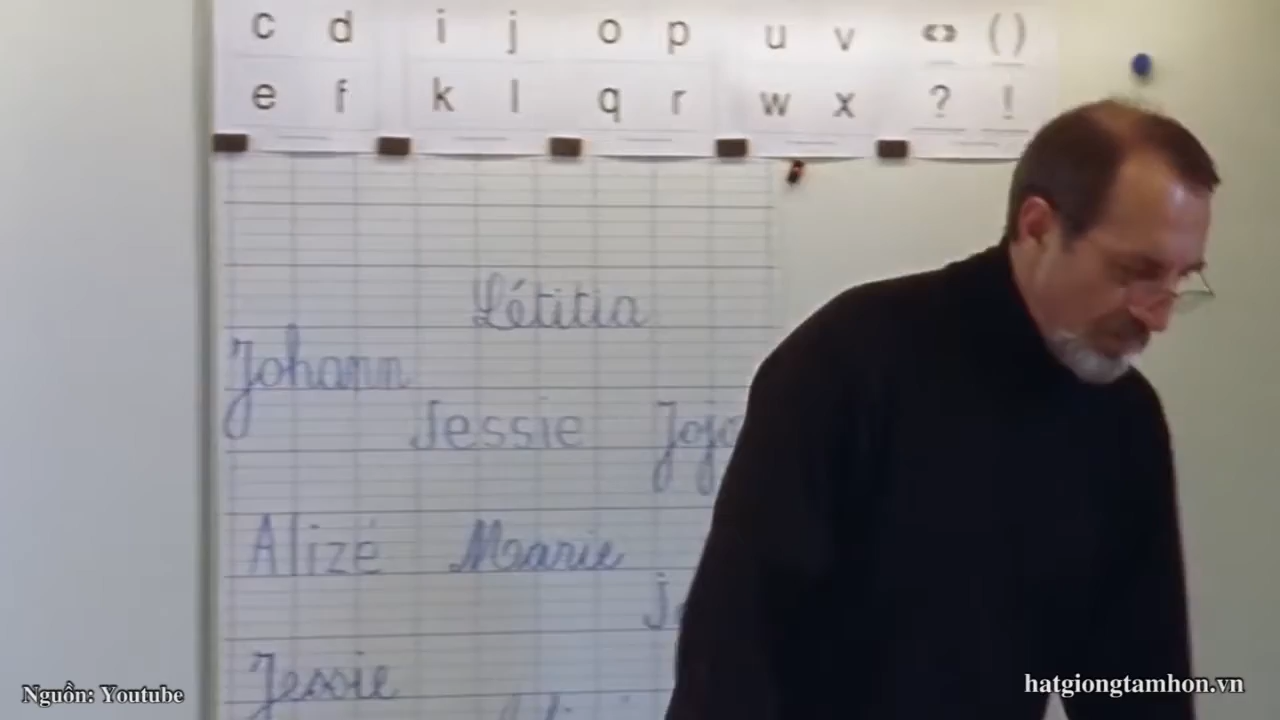 c d i j o p u v <> ( )
e f k l q r w x ? !
Létitia
Johann
Jessie
Alizé Marie
Jessie
Nguồn: Youtube
hatgiongtamhon.vn